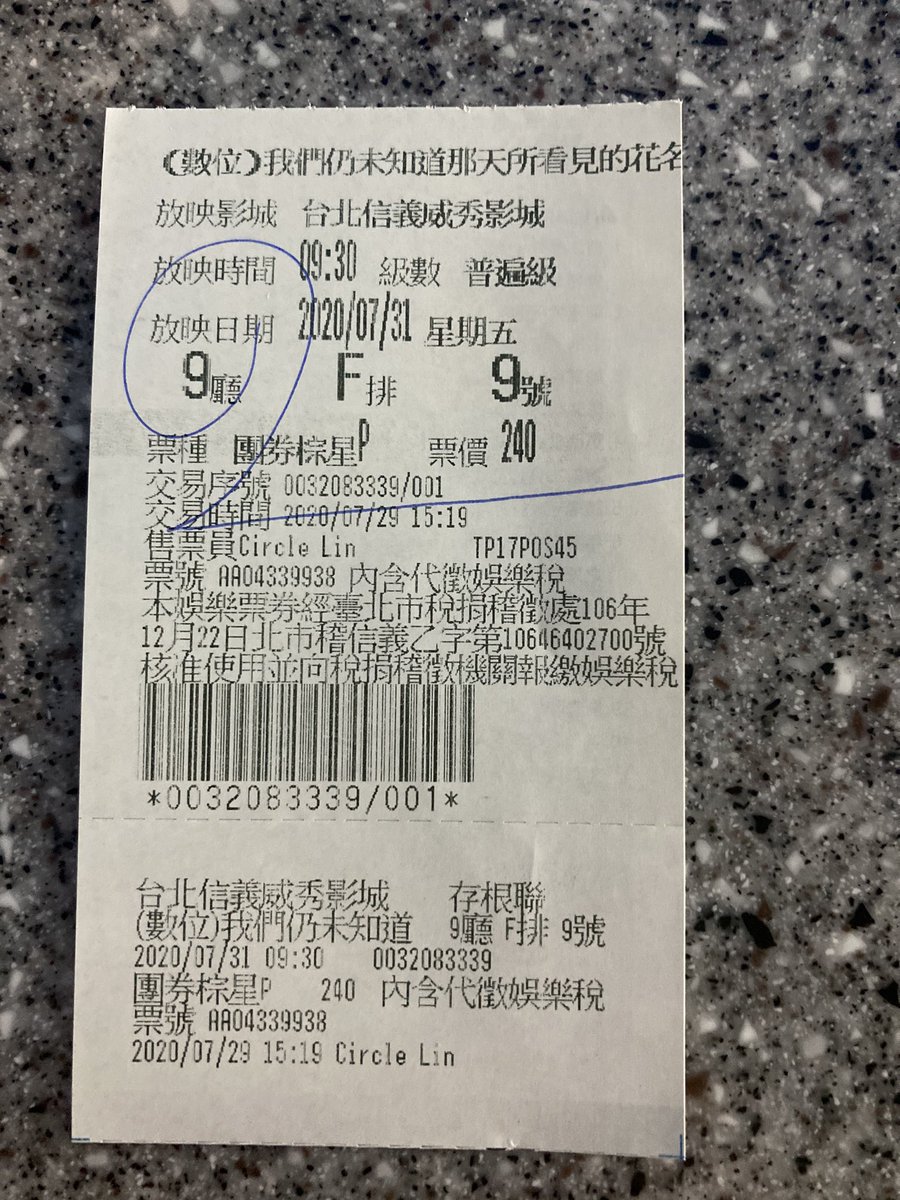 (數位)我們仍未知道那天所看見的花名
放映影城 台北信義威秀影城
放映時間 09:30 級數 普遍級
放映日期 2020/07/31 星期五
9廳 F排 9號
票種 團券棕星P 票價 240
交易序號 0032083339/001
交易時間 2020/07/29 15:19
售票員Circle Lin TP17POS45
票號 AA04339938 內含代徵娛樂稅
本娛樂票券經臺北市稅捐稽徵處106年
12月22日北市稽信義乙字第10646402700號
核准使用並向稅捐稽徵機關報繳娛樂稅
*0032083339/001*
台北信義威秀影城 存根聯
(數位)我們仍未知道 9廳 F排 9號
2020/07/31 09:30 0032083339
團券棕星P 240 內含代徵娛樂稅
票號 AA04339938
2020/07/29 15:19 Circle Lin